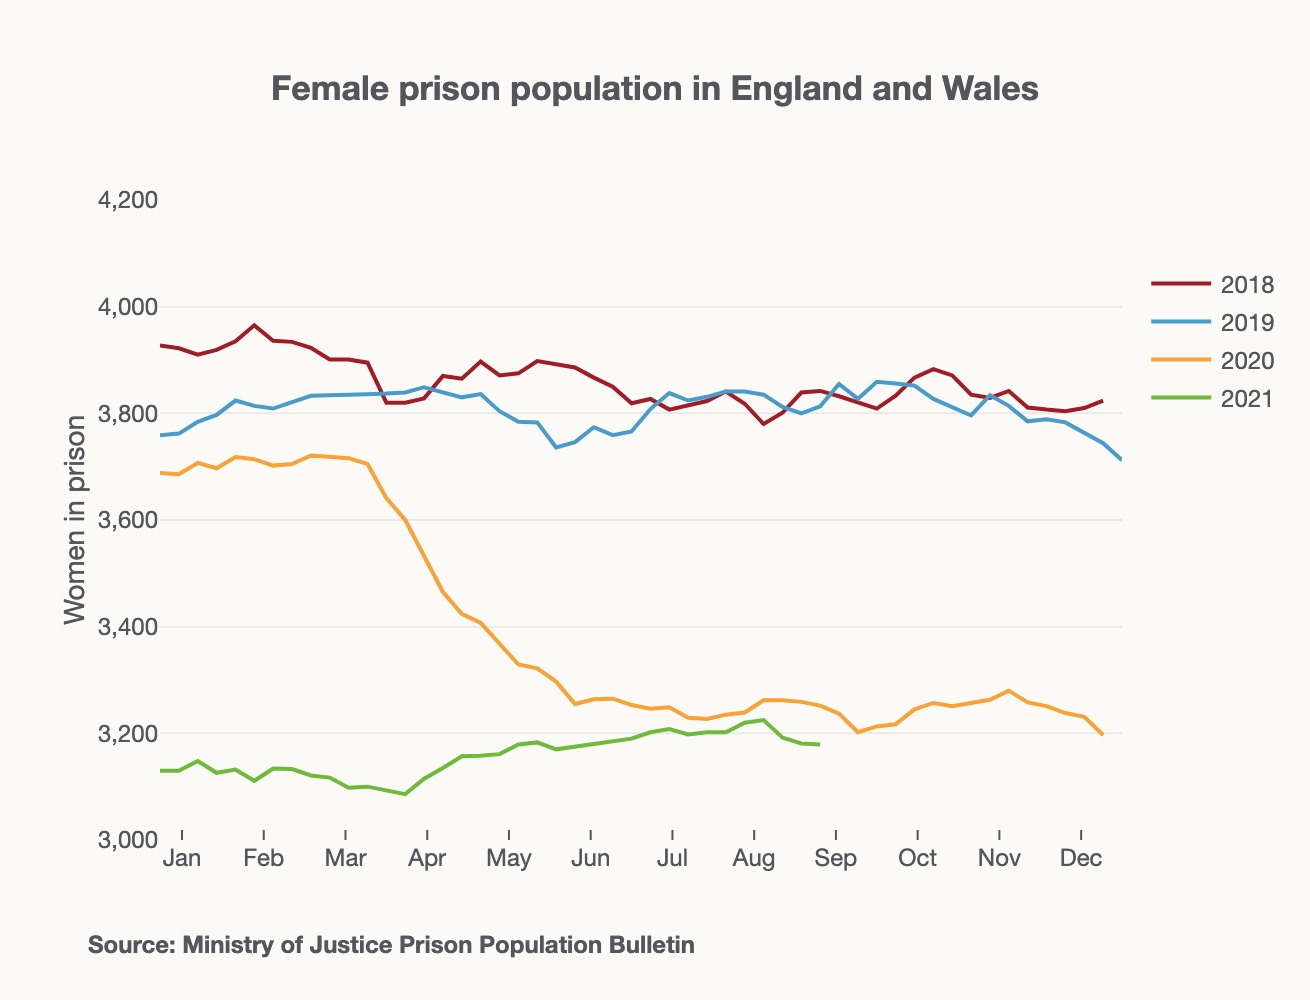 Female prison population in England and Wales
4,200
4,000
3,800
3,600
3,400
3,200
3,000
Women in prison
Jan Feb Mar Apr May Jun Jul Aug Sep Oct Nov Dec
2018
2019
2020
2021
Source: Ministry of Justice Prison Population Bulletin